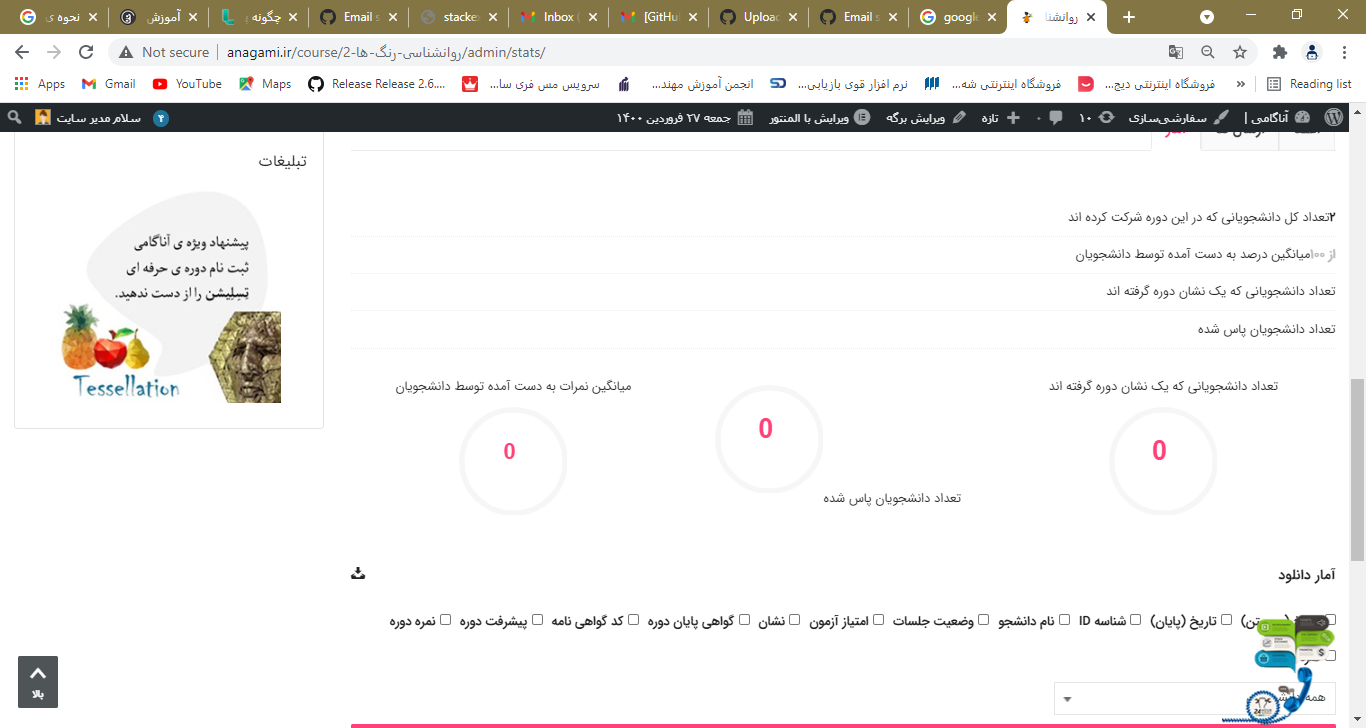 نحوه ی
آموزش
چگونه
Email s
stacke
Inbox (
[GitHu
Upload
Email s
google
روانشنا
Not secure
anagami.ir/course/2-روانشناسی-رنگ-ها/admin/stats/
Apps
Gmail
YouTube
Maps
Release Release 2.6....
سرویس مس فری سا...
انجمن آموزش مهند...
نرم افزار قوی بازیابی...
فروشگاه اینترنتی شه...
فروشگاه اینترنتی دیج...
»
Reading list
آناگامی |
سفارشی‌سازی
۱۰
۰
تازه
ویرایش برگه
ویرایش با المنتور
جمعه ۲۷ فروردین ۱۴۰۰
۴
سلام مدیر سایت
آمار
۲تعداد کل دانشجویانی که در این دوره شرکت کرده اند
از ۱۰۰میانگین درصد به دست آمده توسط دانشجویان
تعداد دانشجویانی که یک نشان دوره گرفته اند
تعداد دانشجویان پاس شده
تعداد دانشجویانی که یک نشان دوره گرفته اند
0
0
تعداد دانشجویان پاس شده
میانگین نمرات به دست آمده توسط دانشجویان
0
آمار دانلود
تاریخ (پایان)
شناسه ID
نام دانشجو
وضعیت جلسات
امتیاز آزمون
نشان
گواهی پایان دوره
کد گواهی نامه
پیشرفت دوره
نمره دوره
همه
تبلیغات
پیشنهاد ویژه ی آناگامی
ثبت نام دوره ی حرفه ای
تِسِلِیشن را از دست ندهید.
Tessellation
بالا